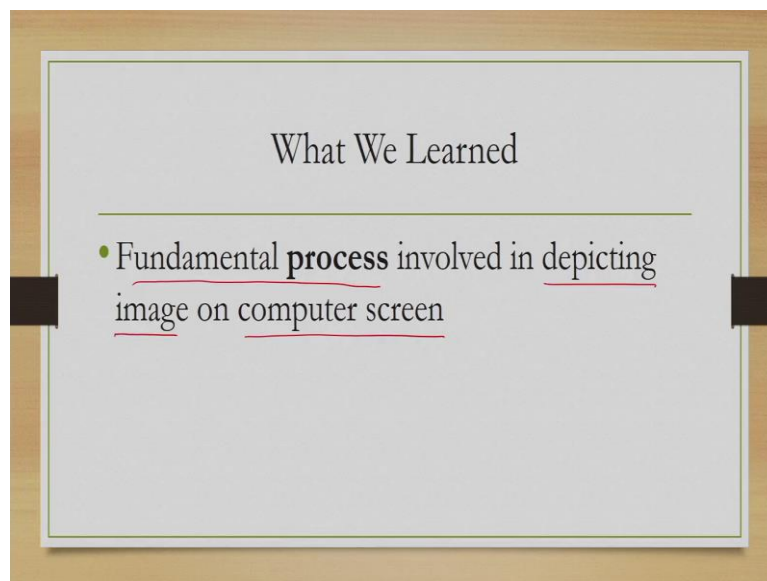 What We Learned
• Fundamental process involved in depicting
image on computer screen